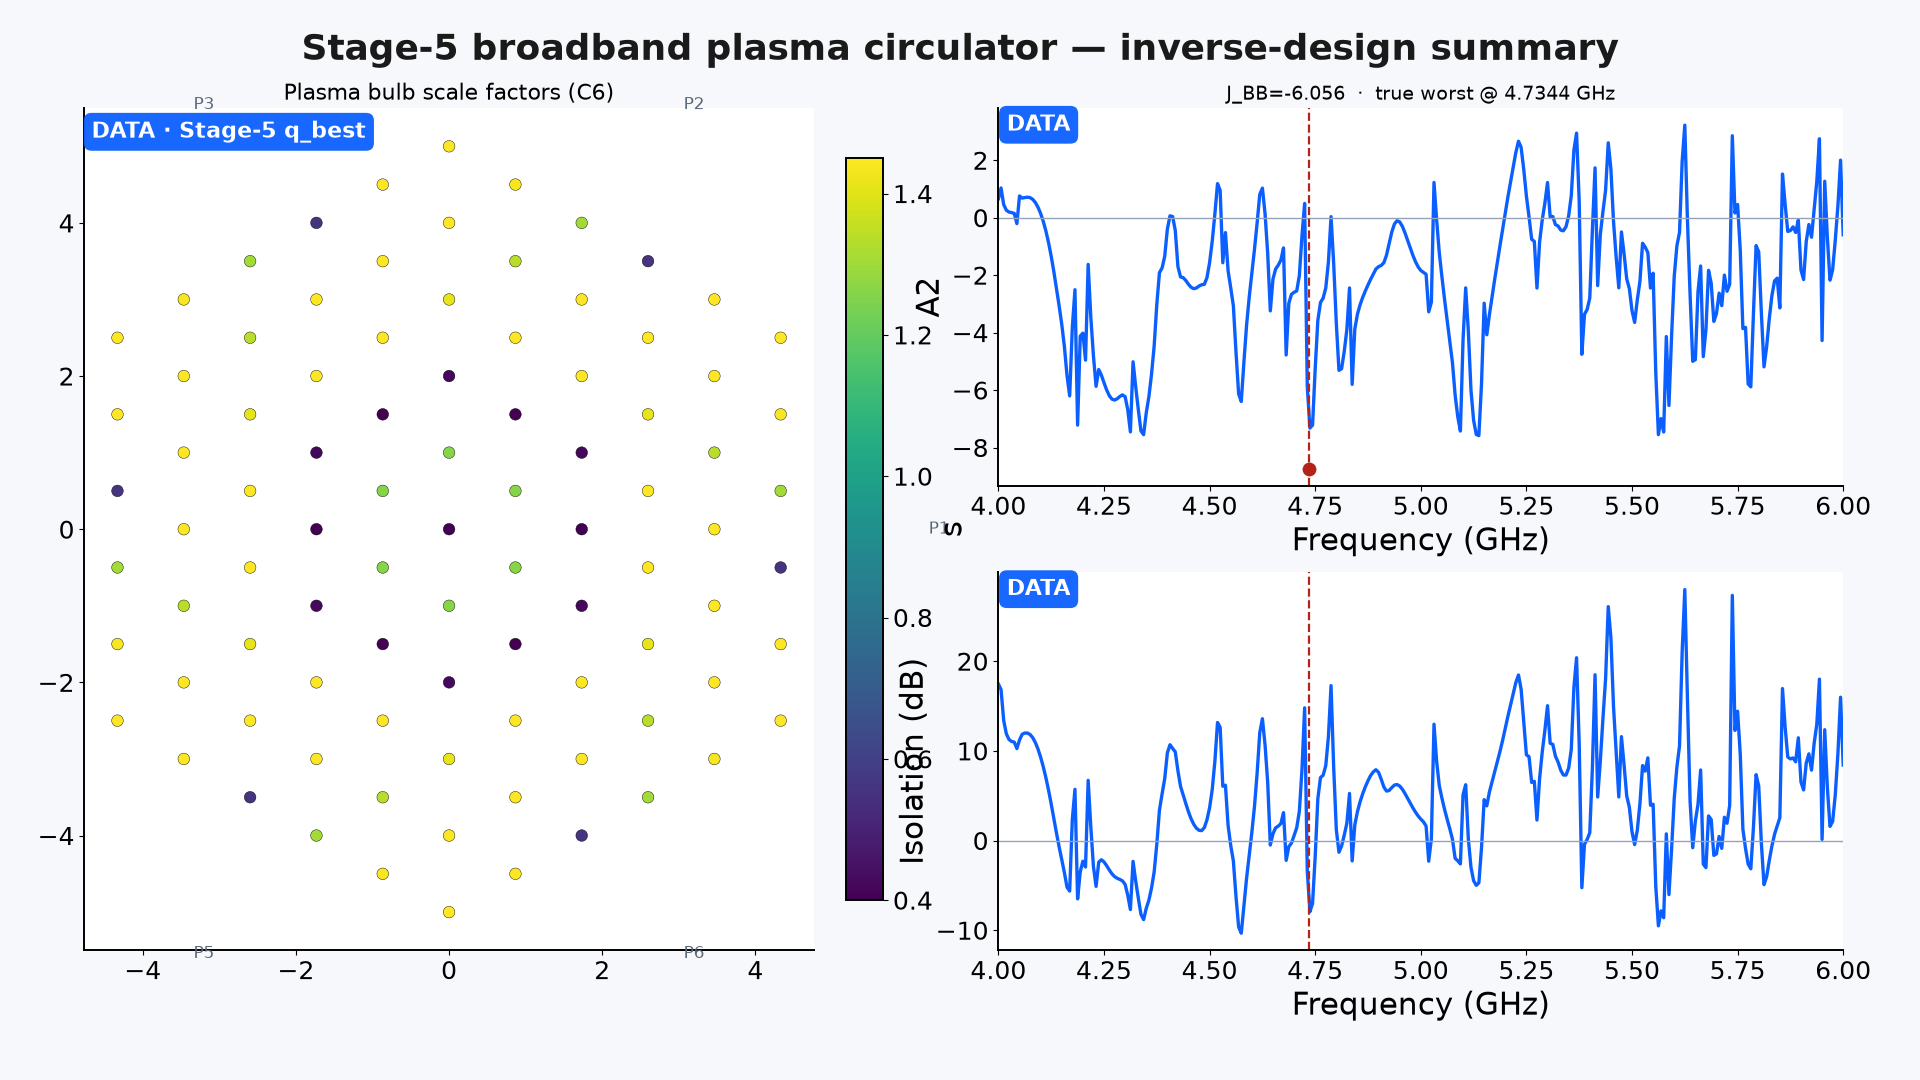 Stage-5 broadband plasma circulator — inverse-design summary
Plasma bulb scale factors (C6)
P3
P2
DATA · Stage-5 q_best
4
2
0
−2
−4
−4
−2
0
2
4
P5
P6
P1
1.4
1.2
1.0
0.8
0.6
0.4
s
J_BB=-6.056 · true worst @ 4.7344 GHz
DATA
A2
2
0
−2
−4
−6
−8
4.00 4.25 4.50 4.75 5.00 5.25 5.50 5.75 6.00
Frequency (GHz)
DATA
Isolation (dB)
20
10
0
−10
4.00 4.25 4.50 4.75 5.00 5.25 5.50 5.75 6.00
Frequency (GHz)